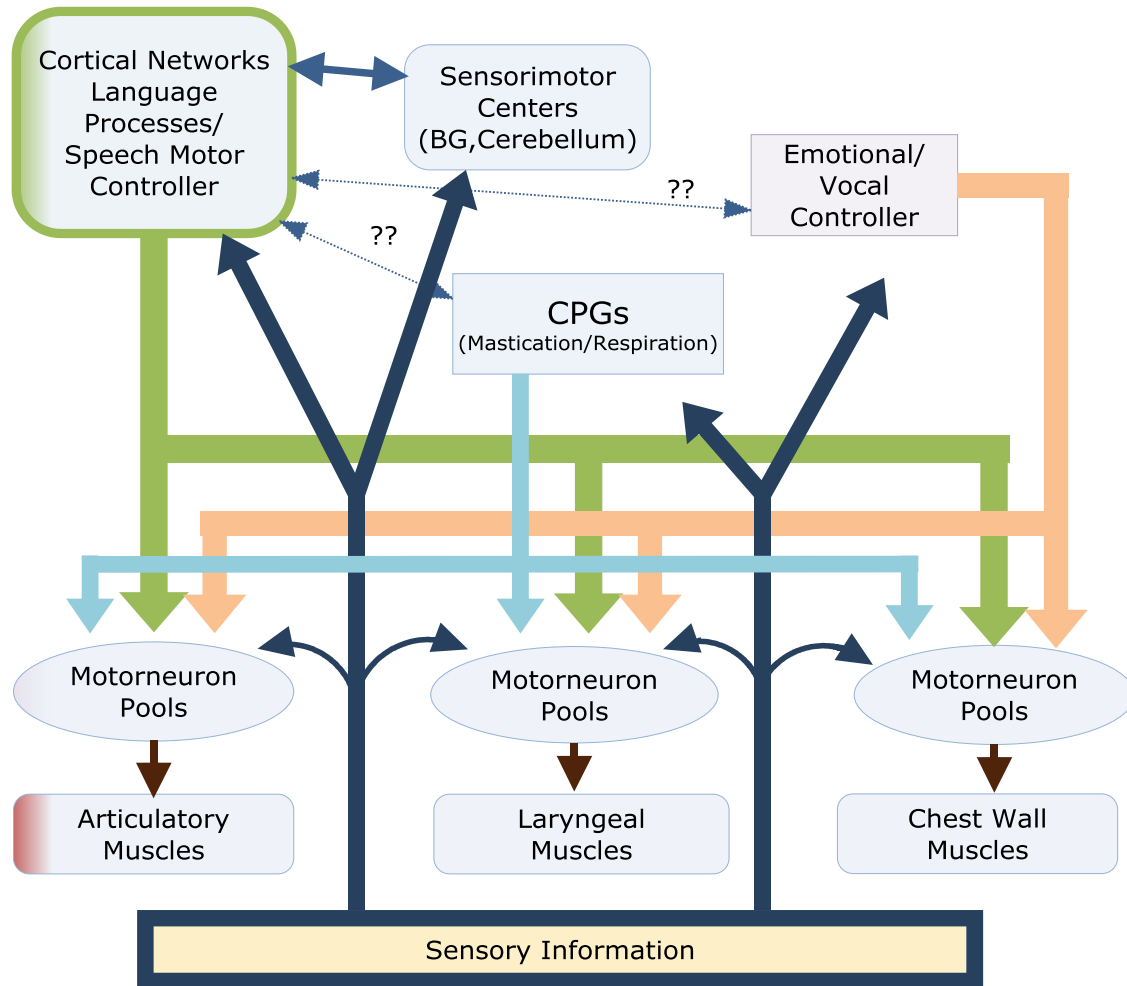 Cortical Networks
Language
Processes/
Speech Motor
Controller
Sensorimotor
Centers
(BG,Cerebellum)
Emotional/
Vocal
Controller
??
??
CPGs
(Mastication/Respiration)
Motorneuron
Pools
Motorneuron
Pools
Motorneuron
Pools
Articulatory
Muscles
Laryngeal
Muscles
Chest Wall
Muscles
Sensory Information